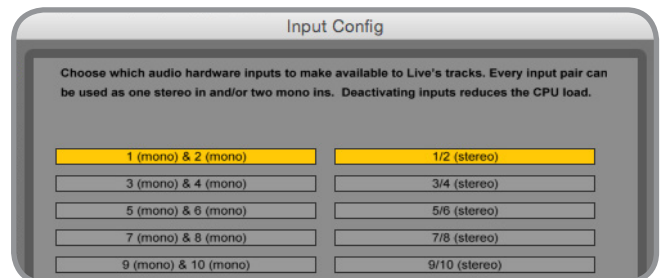 Input Config
Choose which audio hardware inputs to make available to Live's tracks. Every input pair can
be used as one stereo in and/or two mono ins. Deactivating inputs reduces the CPU load.
1 (mono) & 2 (mono)
1/2 (stereo)
3 (mono) & 4 (mono)
3/4 (stereo)
5 (mono) & 6 (mono)
5/6 (stereo)
7 (mono) & 8 (mono)
7/8 (stereo)
9 (mono) & 10 (mono)
9/10 (stereo)